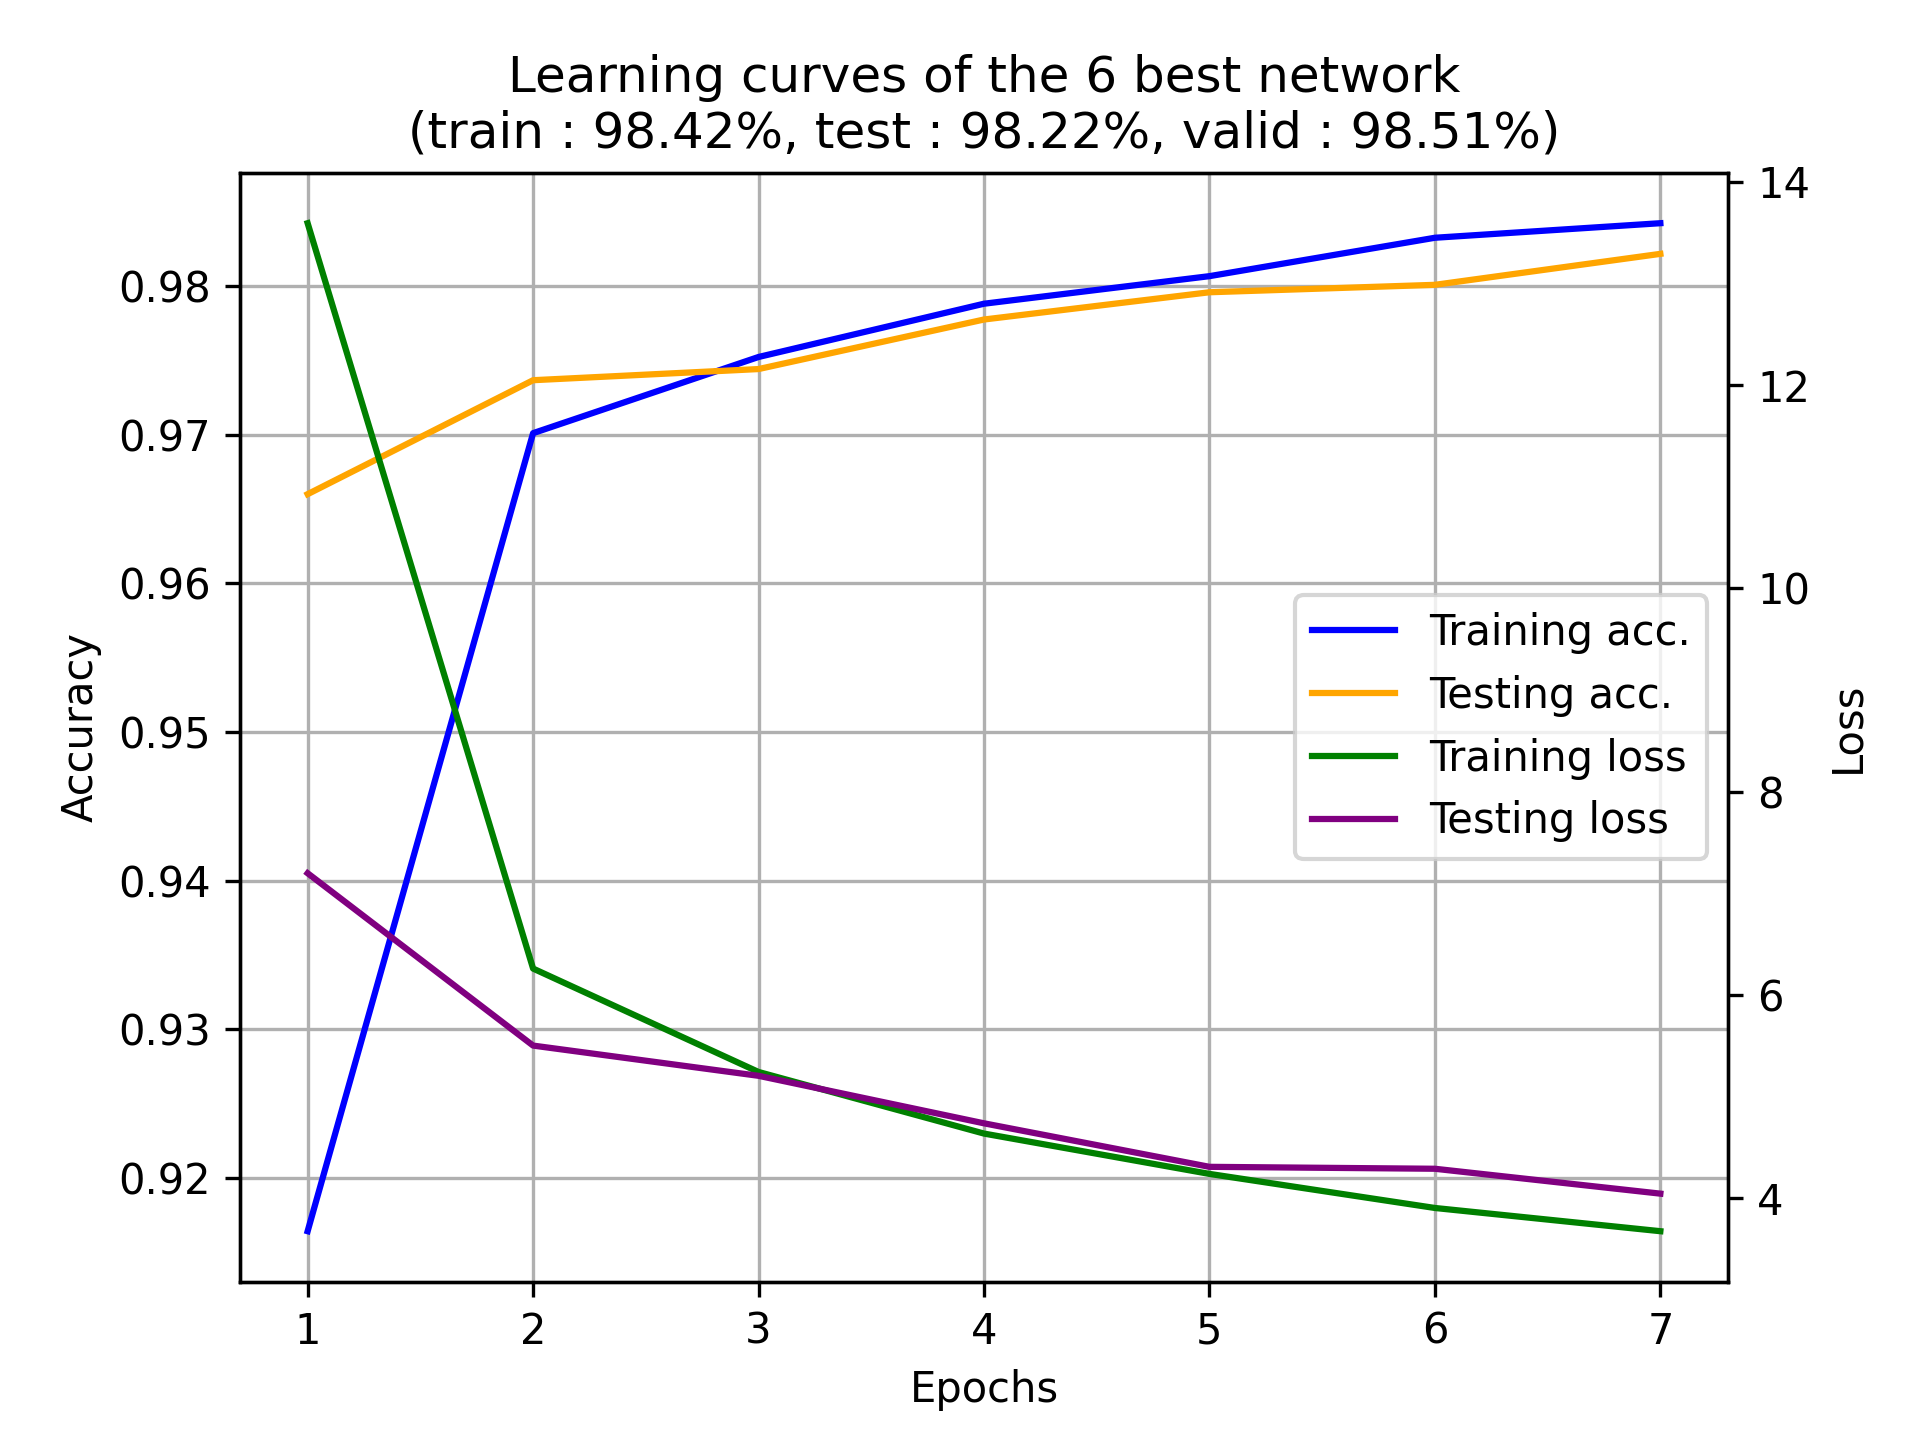 Learning curves of the 6 best network
(train : 98.42%, test : 98.22%, valid : 98.51%)
14
0.98
12
0.97
0.96
10
Training acc.
Testing acc.
Training loss
Testing loss
0.95
Accuracy
Loss
8
0.94
6
0.93
0.92
4
1 2 3 4 5 6 7
Epochs